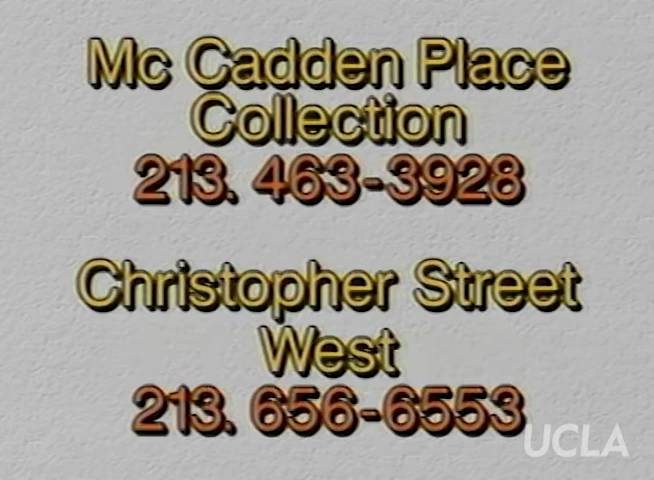 Mc Cadden Place
Collection
213. 463-3928
Christopher Street
West
213. 656-6553
UCLA